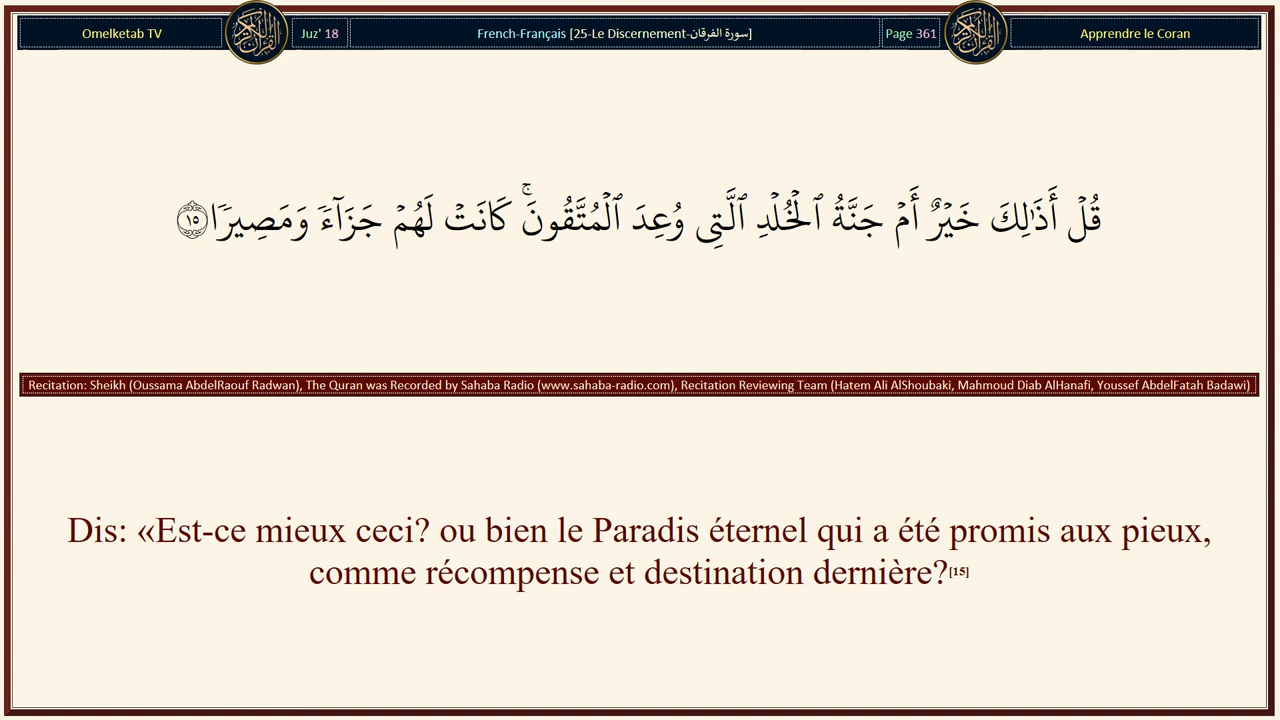 Omelketab TV
Juz' 18
French-Français [25-Le Discernement-سورة الفرقان]
Page 361
Apprendre le Coran
قُلْ أَذَٰلِكَ خَيْرٌ أَمْ جَنَّةُ ٱلْخُلْدِ ٱلَّتِى وُعِدَ ٱلْمُتَّقُونَ ۚ كَانَتْ لَهُمْ جَزَآءً وَمَصِيرًا ١٥
Recitation: Sheikh (Oussama AbdelRaouf Radwan), The Quran was Recorded by Sahaba Radio (www.sahaba-radio.com), Recitation Reviewing Team (Hatem Ali AlShoubaki, Mahmoud Diab AlHanafi, Youssef AbdelFatah Badawi)
Dis: «Est-ce mieux ceci? ou bien le Paradis éternel qui a été promis aux pieux,
comme récompense et destination dernière?[15]